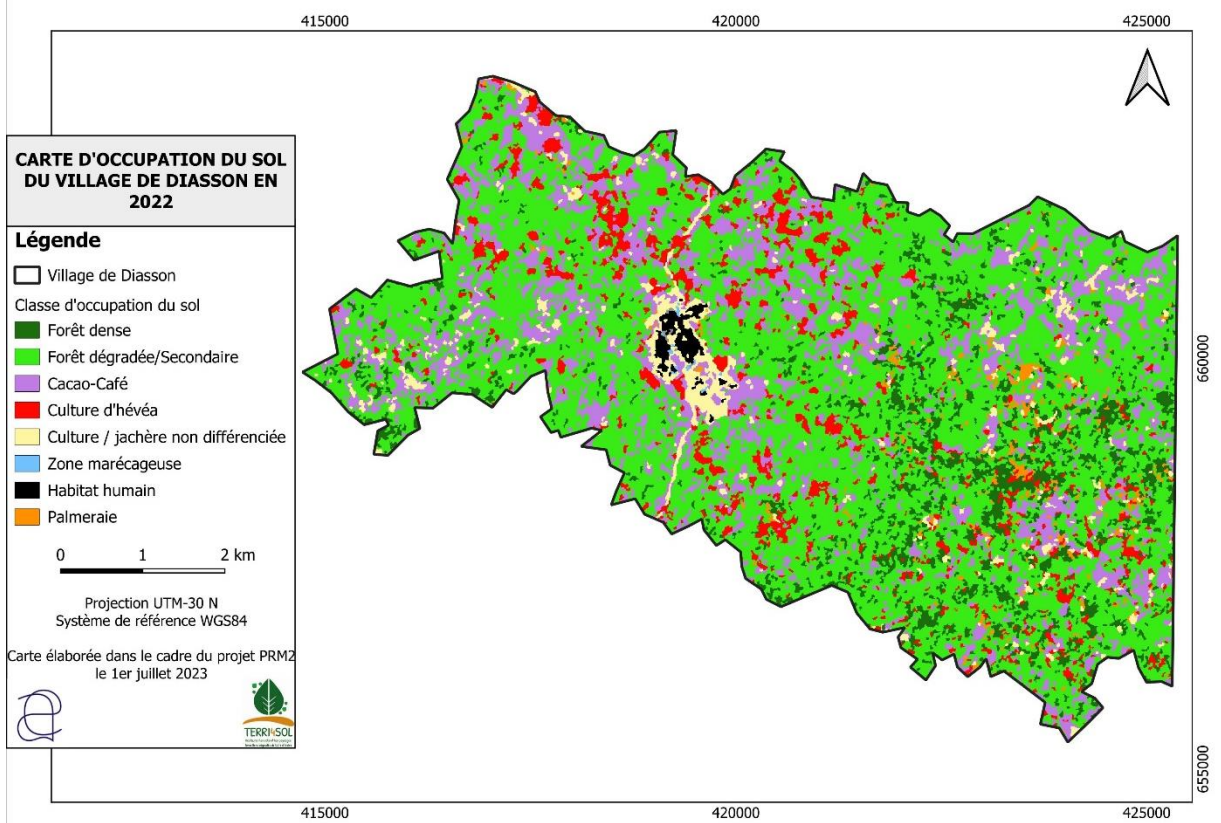 415000
420000
425000
CARTE D'OCCUPATION DU SOL
DU VILLAGE DE DIASSON EN
2022
Légende
Village de Diasson
Classe d'occupation du sol
Forêt dense
Forêt dégradée/Secondaire
Cacao-Café
Culture d'hévéa
Culture / jachère non différenciée
Zone marécageuse
Habitat humain
Palmeraie
0 1 2 km
Projection UTM-30 N
Système de référence WGS84
Carte élaborée dans le cadre du projet PRM2
le 1er juillet 2023
TERRI4SOL
660000
655000
415000
420000
425000